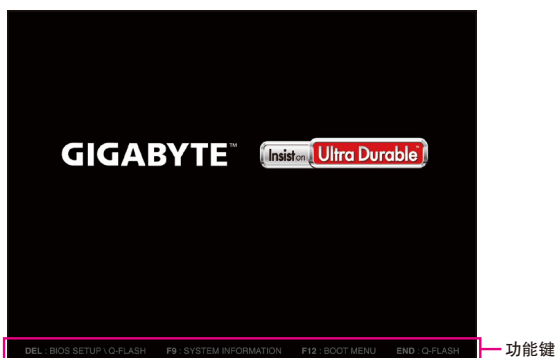 GIGABYTE™
Insist on Ultra Durable™
DEL : BIOS SETUP \ Q-FLASH F9 : SYSTEM INFORMATION F12 : BOOT MENU END : Q-FLASH
功能键